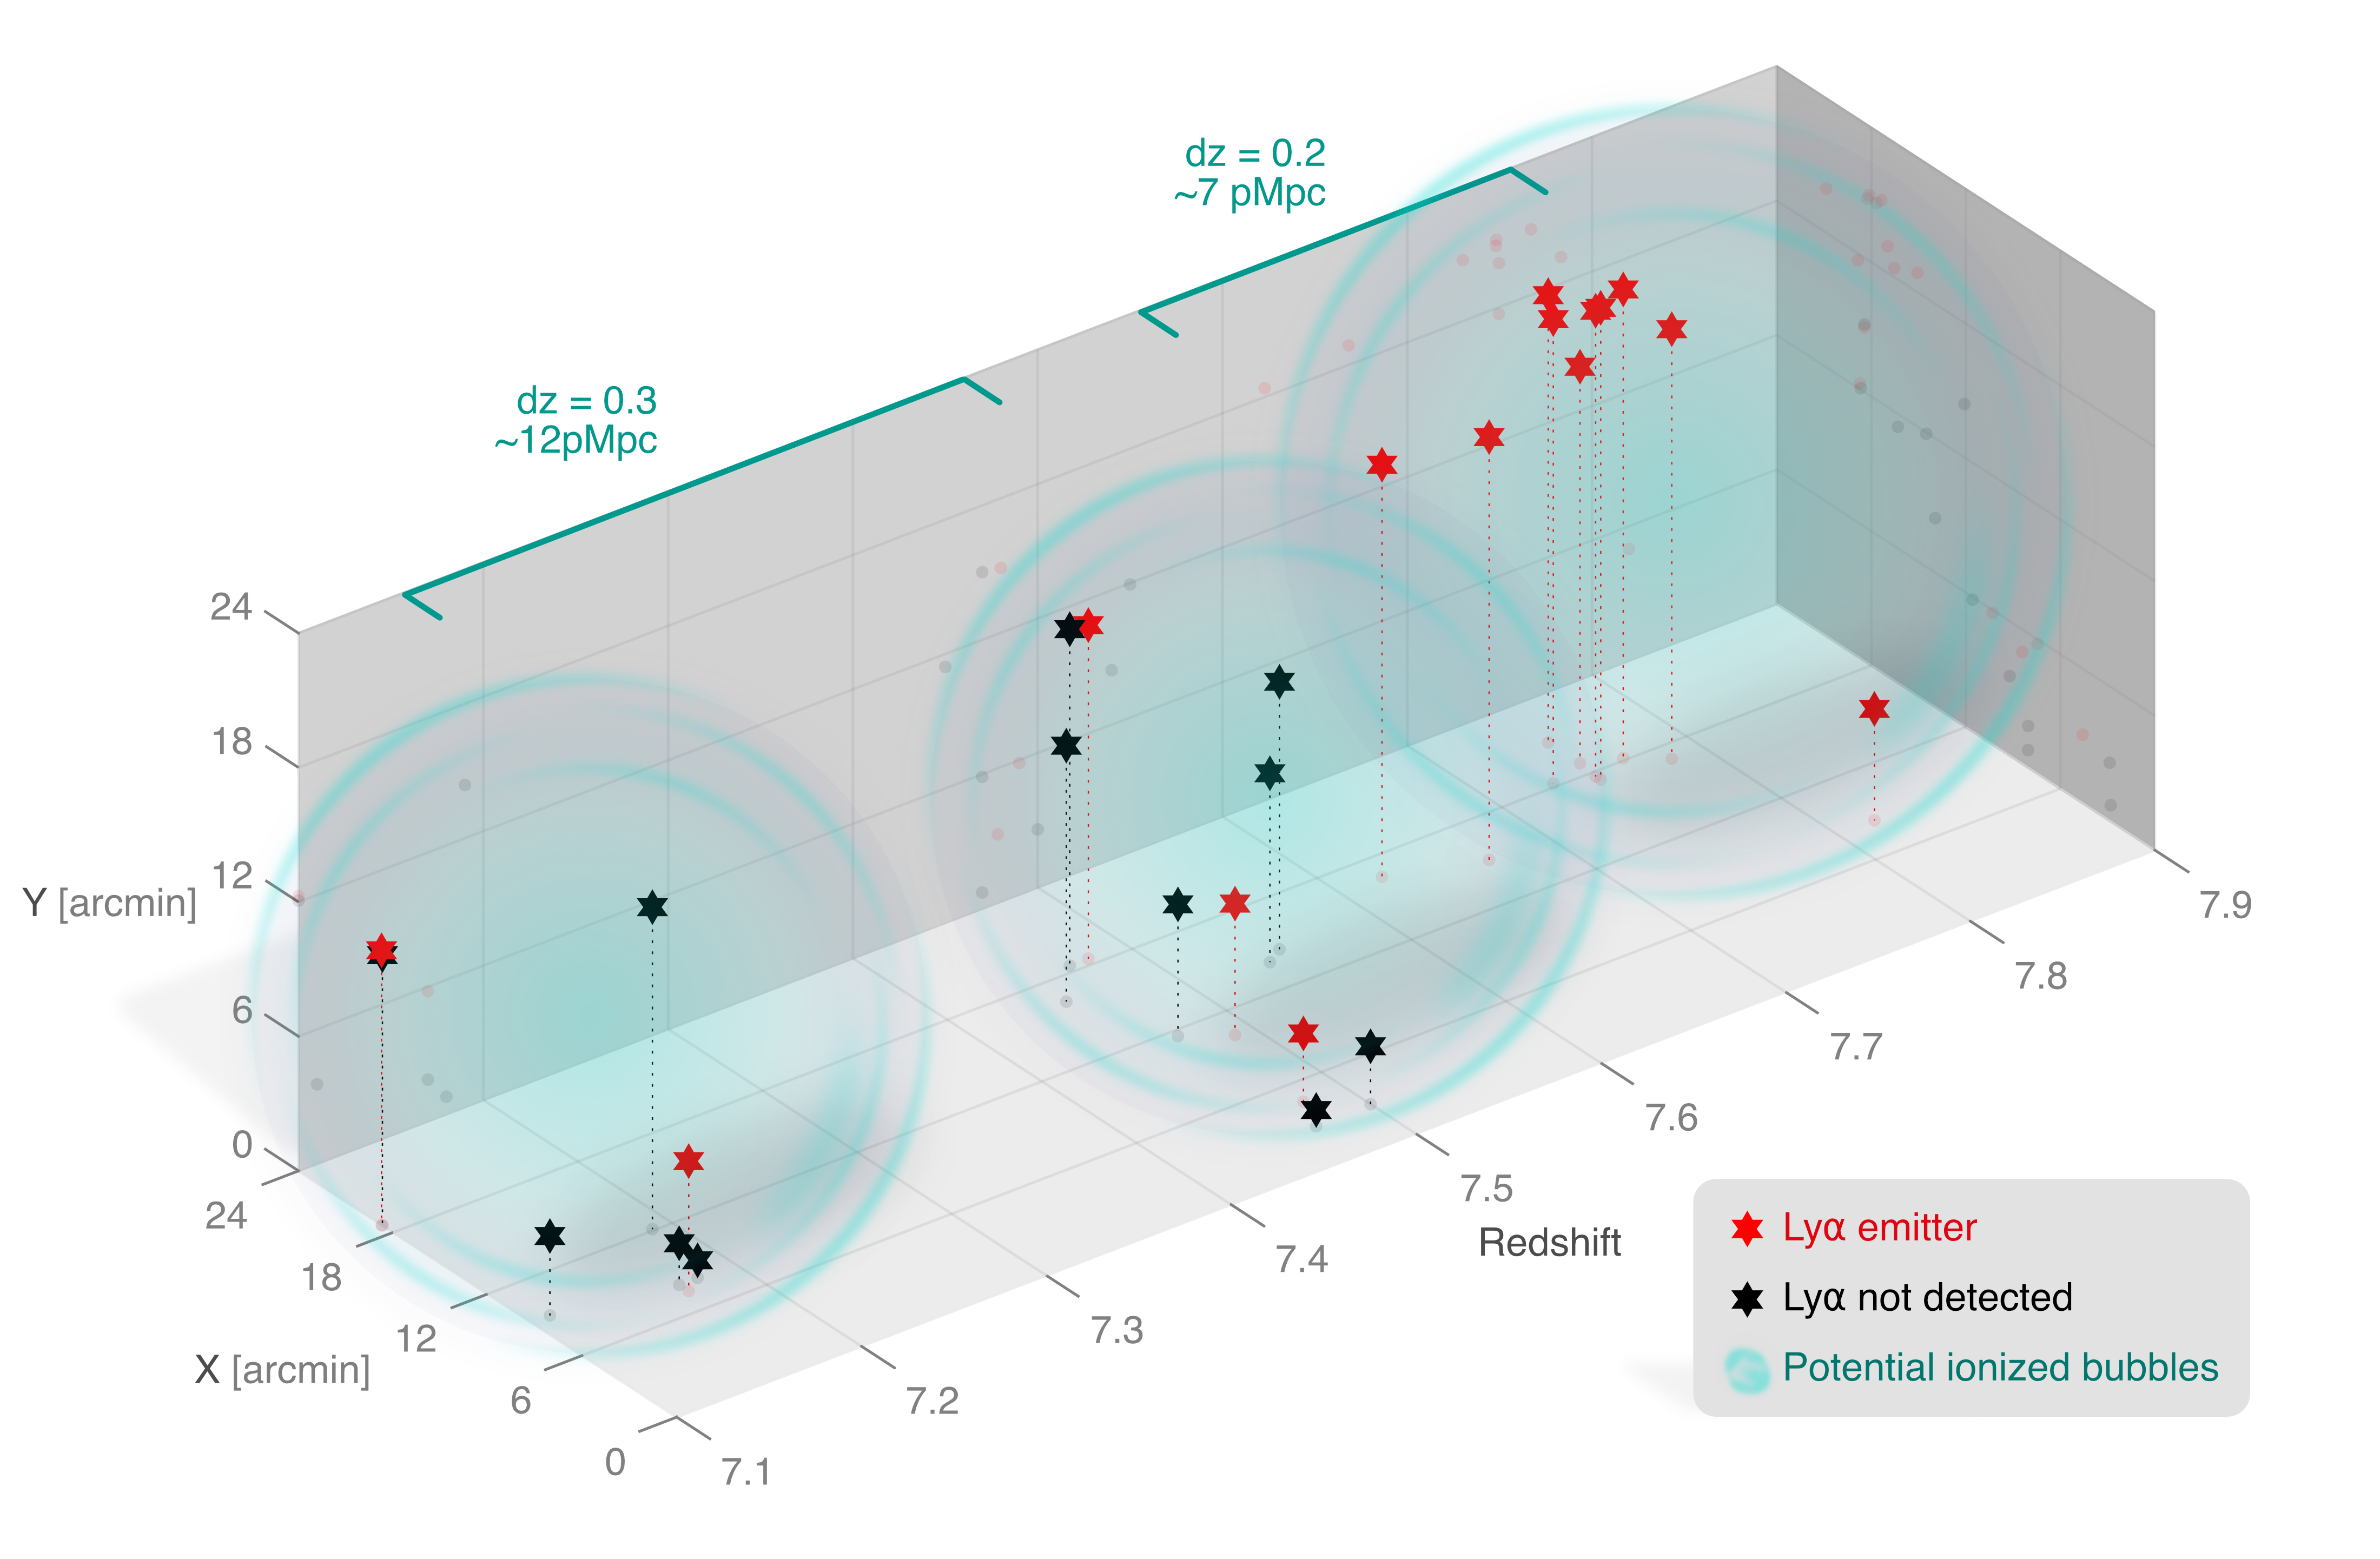 dz = 0.2
~7 pMpc
dz = 0.3
~12pMpc
24
18
12
6
0
Y [arcmin]
24
18
12
6
0
X [arcmin]
7.1
7.2
7.3
7.4
7.5
7.6
7.7
7.8
7.9
Redshift
Lyα emitter
Lyα not detected
Potential ionized bubbles